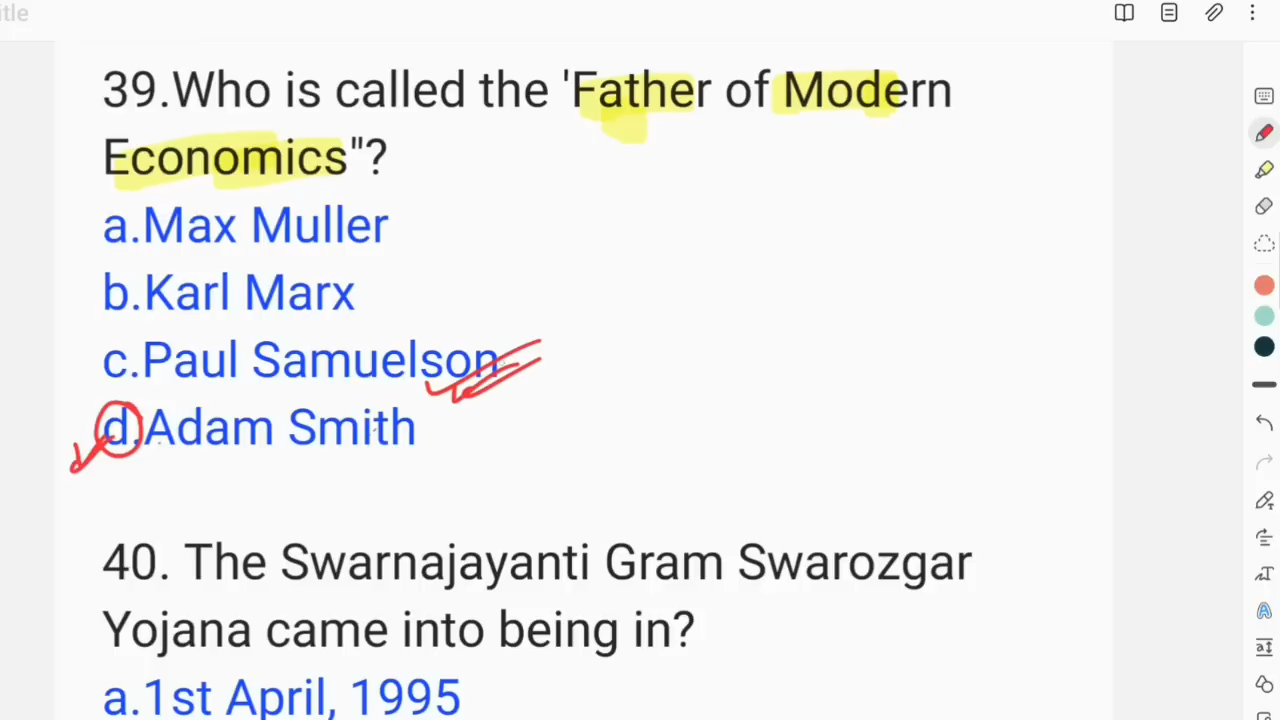 itle
39.Who is called the 'Father of Modern
Economics"?
a.Max Muller
b.Karl Marx
c.Paul Samuelson
d.Adam Smith
40. The Swarnajayanti Gram Swarozgar
Yojana came into being in?
a.1st April, 1995